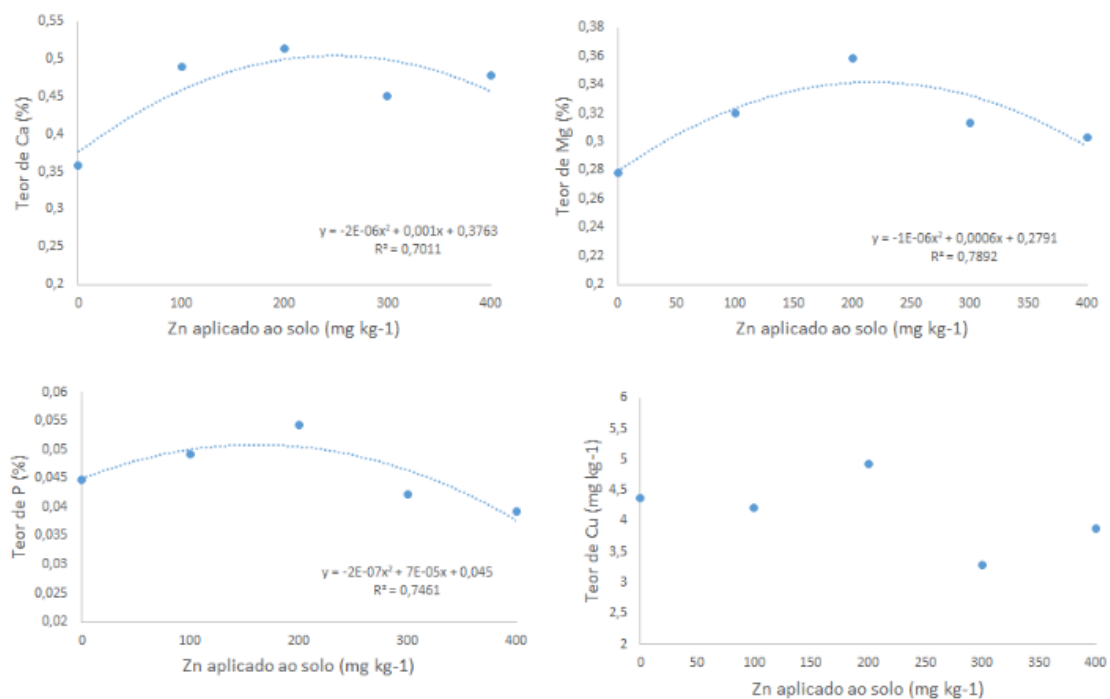 0,55
0,5
0,45
0,4
0,35
0,3
0,25
0,2
Teor de Ca (%)
y = -2E-06x² + 0,001x + 0,3763
R² = 0,7011
0 100 200 300 400
Zn aplicado ao solo (mg kg-1)
0,38
0,36
0,34
0,32
0,3
0,28
0,26
0,24
0,22
0,2
Teor de Mg (%)
y = -1E-06x² + 0,0006x + 0,2791
R² = 0,7892
0 50 100 150 200 250 300 350 400
Zn aplicado ao solo (mg kg-1)
0,06
0,055
0,05
0,045
0,04
0,035
0,03
0,025
0,02
Teor de P (%)
y = -2E-07x² + 7E-05x + 0,045
R² = 0,7461
0 100 200 300 400
Zn aplicado ao solo (mg kg-1)
6
5,5
5
4,5
4
3,5
3
2,5
2
Teor de Cu (mg kg-1)
0 50 100 150 200 250 300 350 400
Zn aplicado ao solo (mg kg-1)